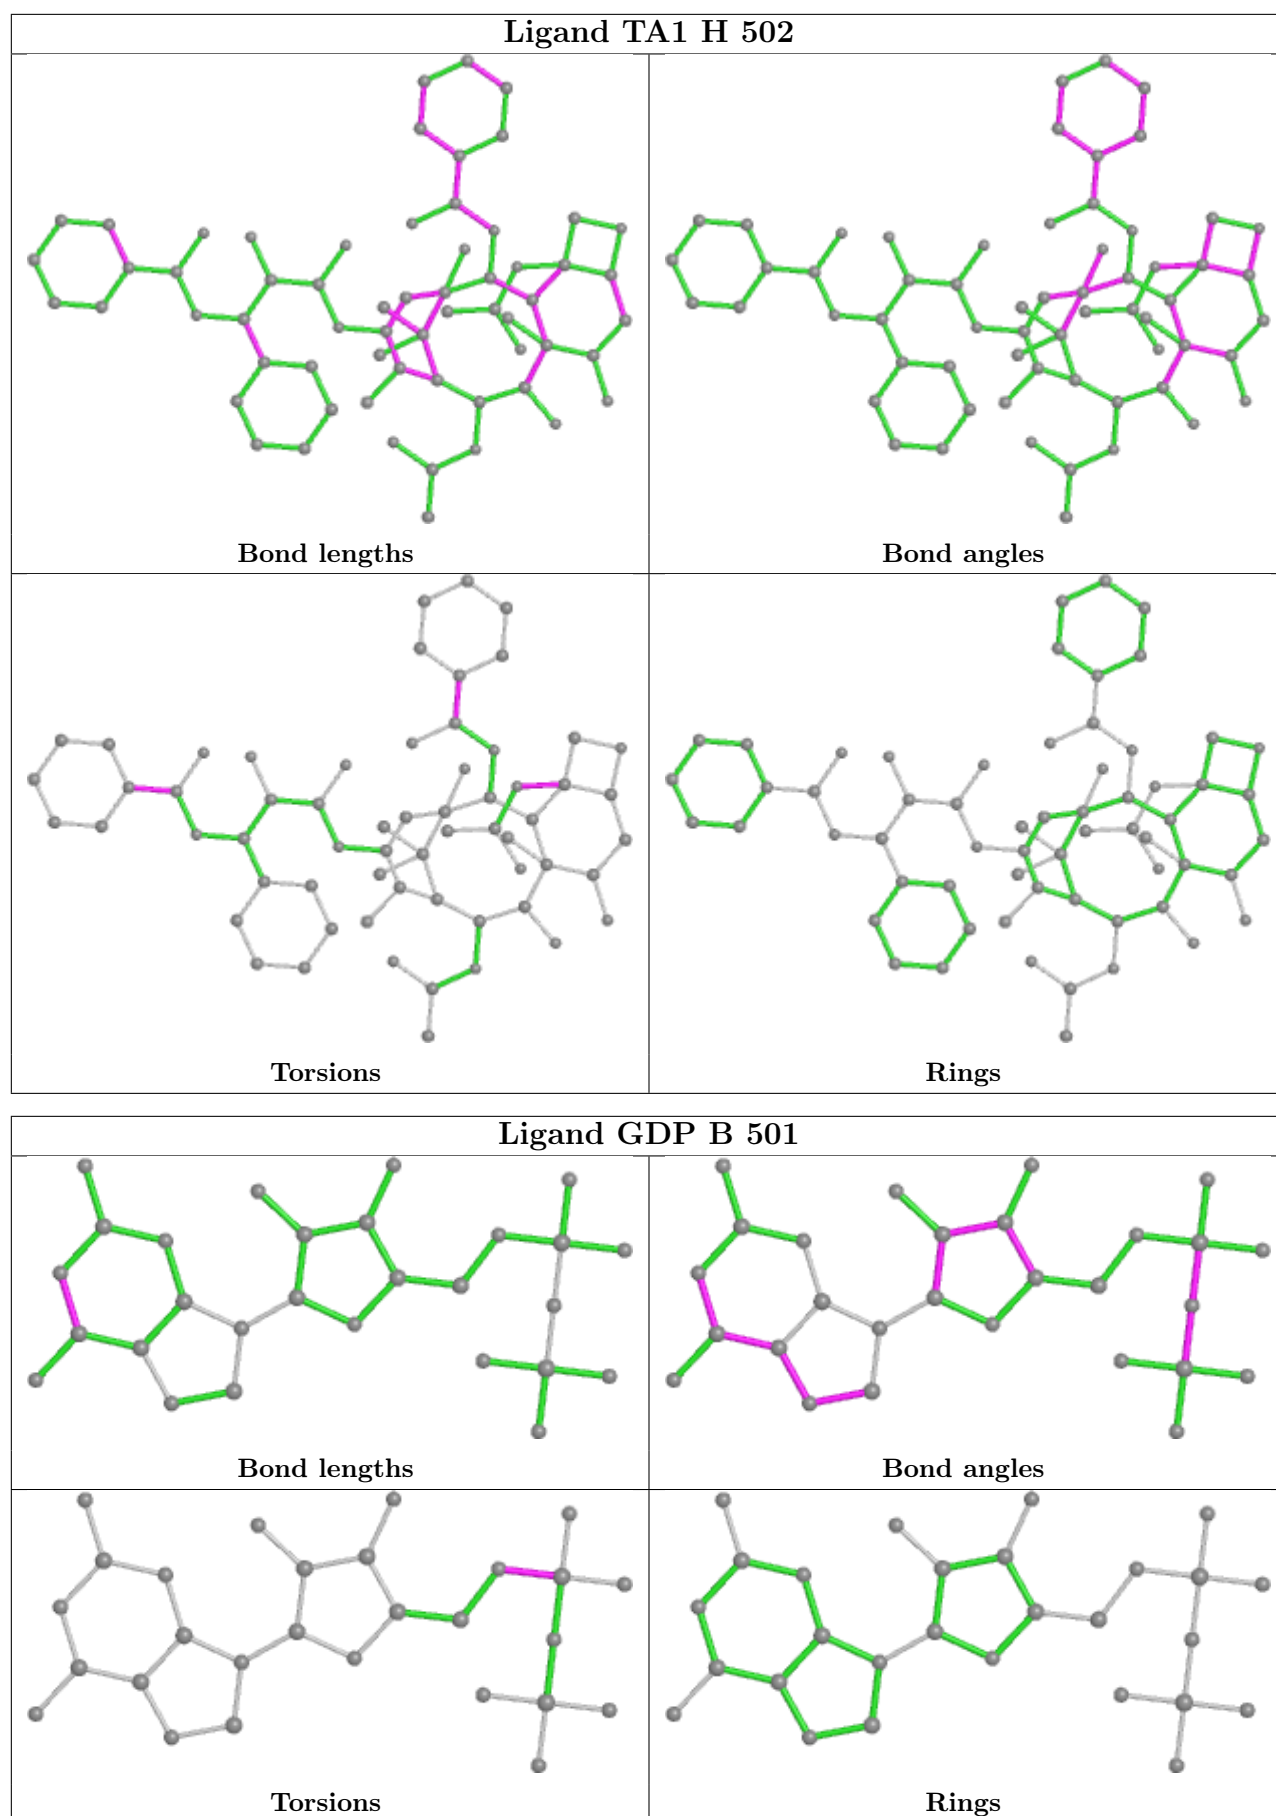 Ligand TA1 H 502
Bond lengths
Bond angles
Torsions
Rings
Ligand GDP B 501
Bond lengths
Bond angles
Torsions
Rings